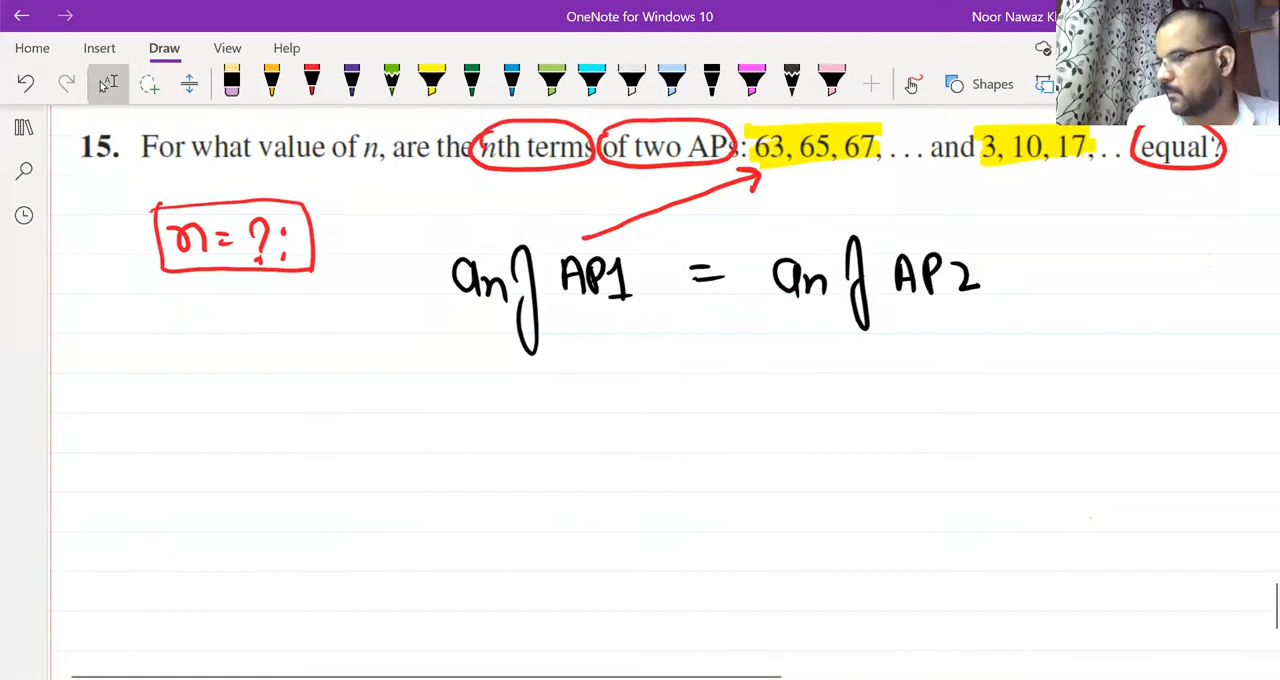 OneNote for Windows 10
Noor Nawaz K
Home Insert Draw View Help
Shapes
15. For what value of n, are the nth terms of two APs: 63, 65, 67, . . . and 3, 10, 17, . . equal?
n = ? :
an of AP1 = an of AP2